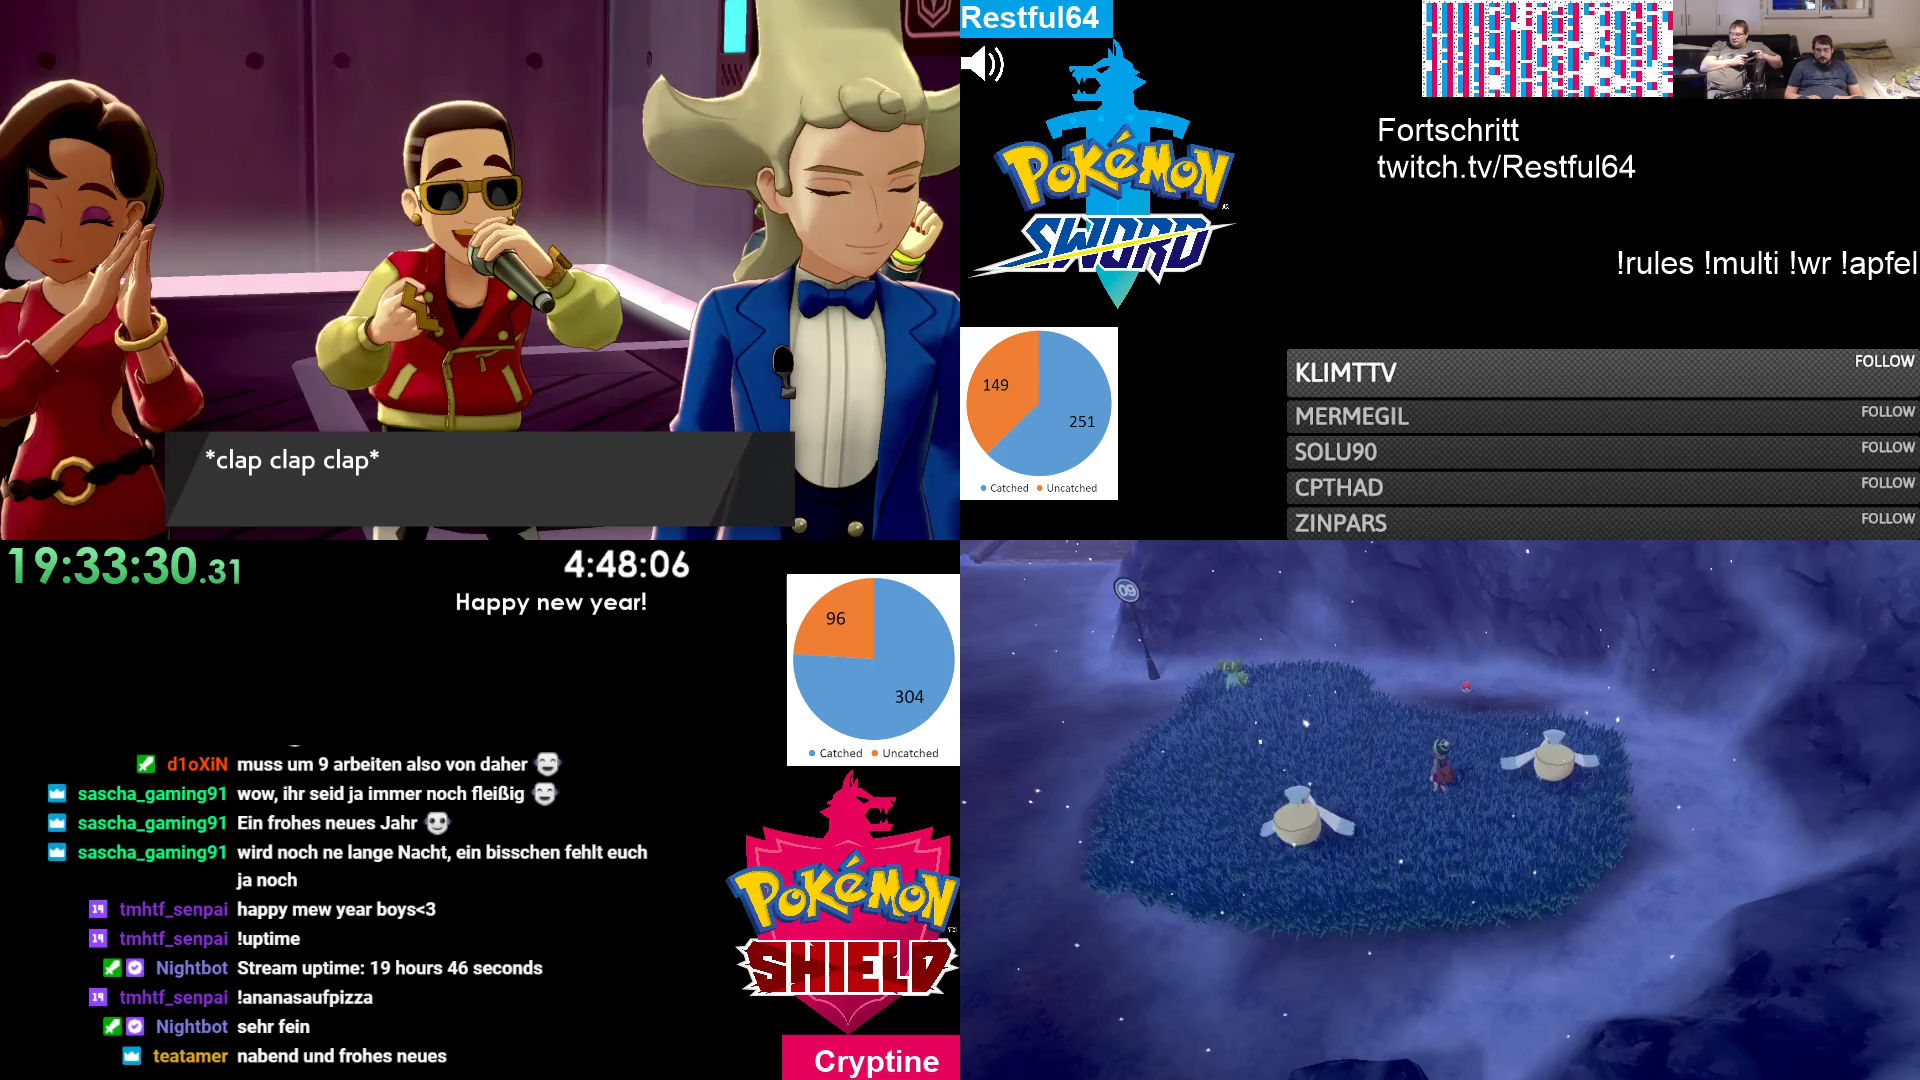 *clap clap clap*
Restful64
POKéMON
SWORD
Fortschritt
twitch.tv/Restful64
!rules !multi !wr !apfel
149
251
Catched Uncatched
KLIMTTV FOLLOW
MERMEGIL FOLLOW
SOLU90 FOLLOW
CPTHAD FOLLOW
ZINPARS FOLLOW
19:33:30.31
4:48:06
Happy new year!
96
304
Catched Uncatched
d1oXiN muss um 9 arbeiten also von daher
sascha_gaming91 wow, ihr seid ja immer noch fleißig
sascha_gaming91 Ein frohes neues Jahr
sascha_gaming91 wird noch ne lange Nacht, ein bisschen fehlt euch
ja noch
19 tmhtf_senpai happy mew year boys<3
19 tmhtf_senpai !uptime
Nightbot Stream uptime: 19 hours 46 seconds
19 tmhtf_senpai !ananasaufpizza
Nightbot sehr fein
teatamer nabend und frohes neues
POKéMON
SHIELD
Cryptine
09